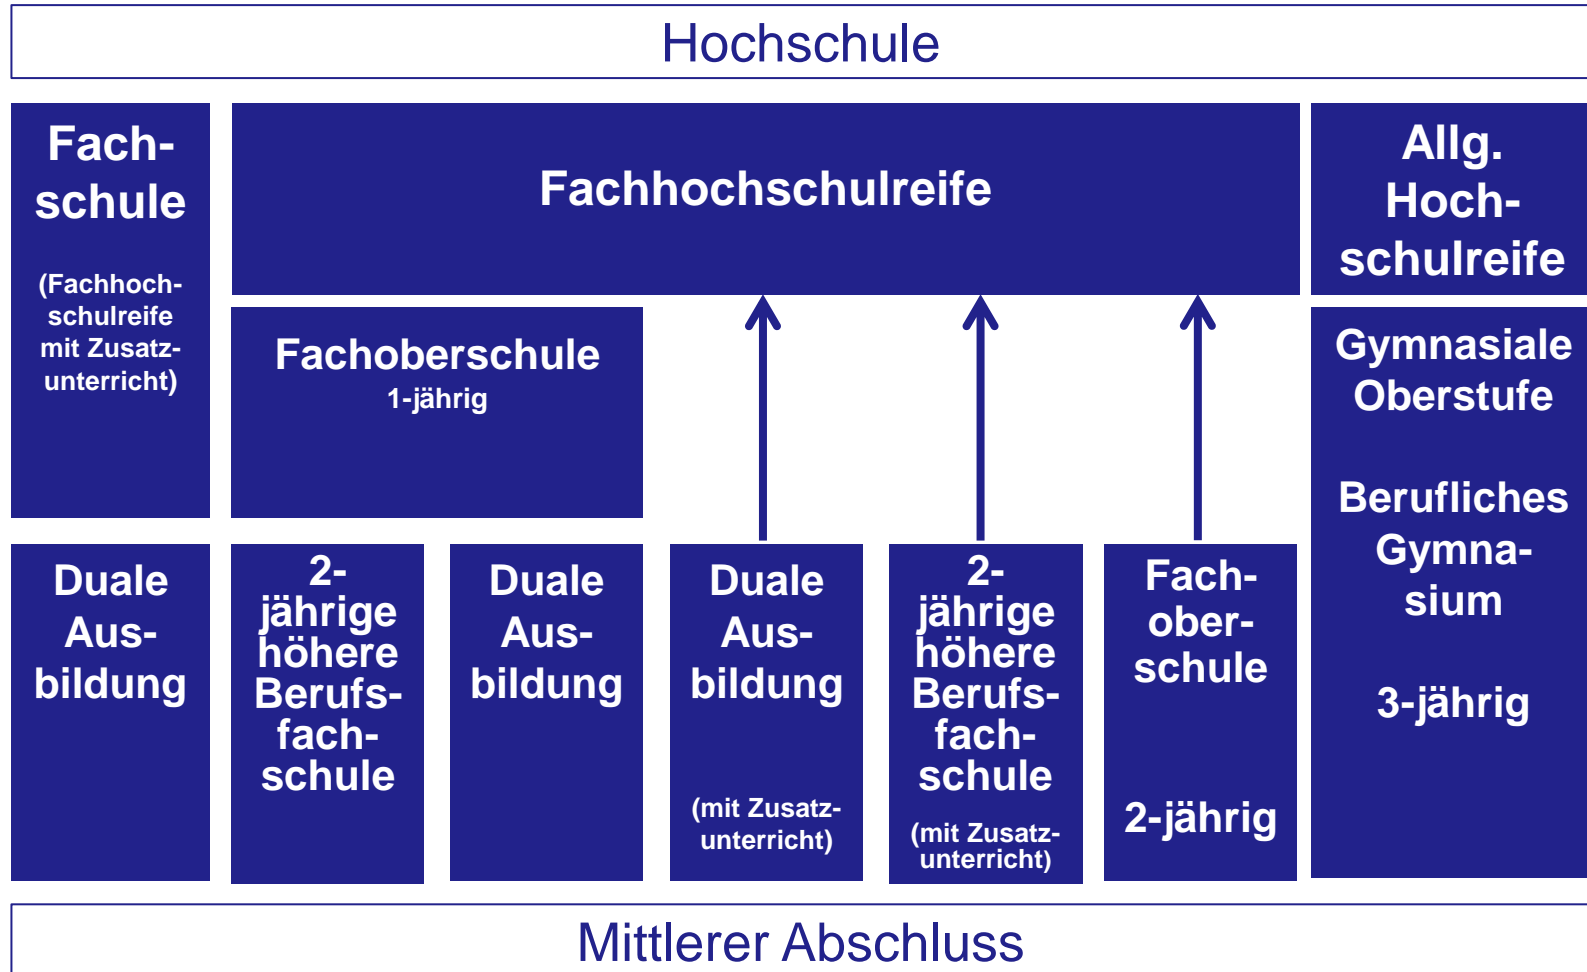 Hochschule
Fach-
schule
(Fachhoch-
schulreife
mit Zusatz-
unterricht)
Fachhochschulreife
Allg.
Hoch-
schulreife
Fachoberschule
1-jährig
Gymnasiale
Oberstufe
Berufliches
Gymna-
sium
3-jährig
Duale
Aus-
bildung
2-
jährige
höhere
Berufs-
fach-
schule
Duale
Aus-
bildung
Duale
Aus-
bildung
(mit Zusatz-
unterricht)
2-
jährige
höhere
Berufs-
fach-
schule
(mit Zusatz-
unterricht)
Fach-
ober-
schule
2-jährig
Mittlerer Abschluss